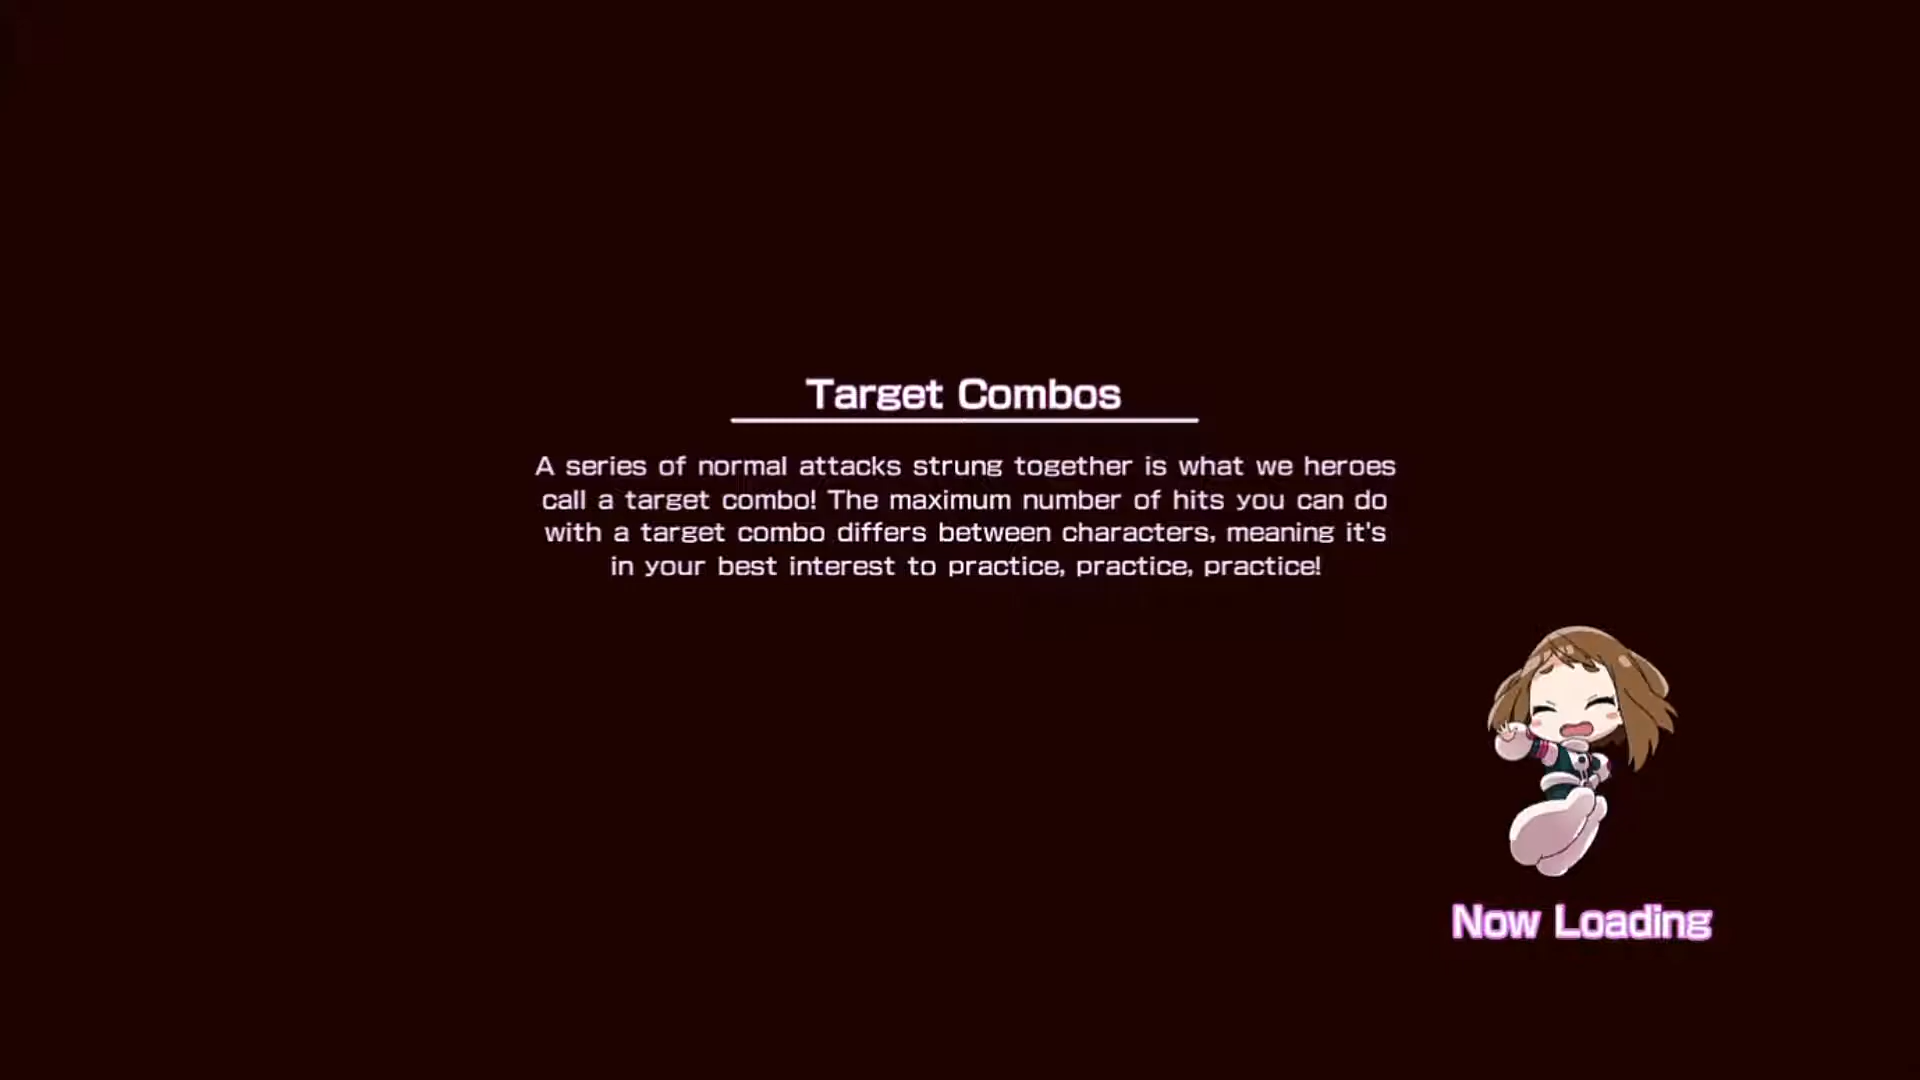 Target Combos
A series of normal attacks strung together is what we heroes
call a target combo! The maximum number of hits you can do
with a target combo differs between characters, meaning it's
in your best interest to practice, practice, practice!
Now Loading